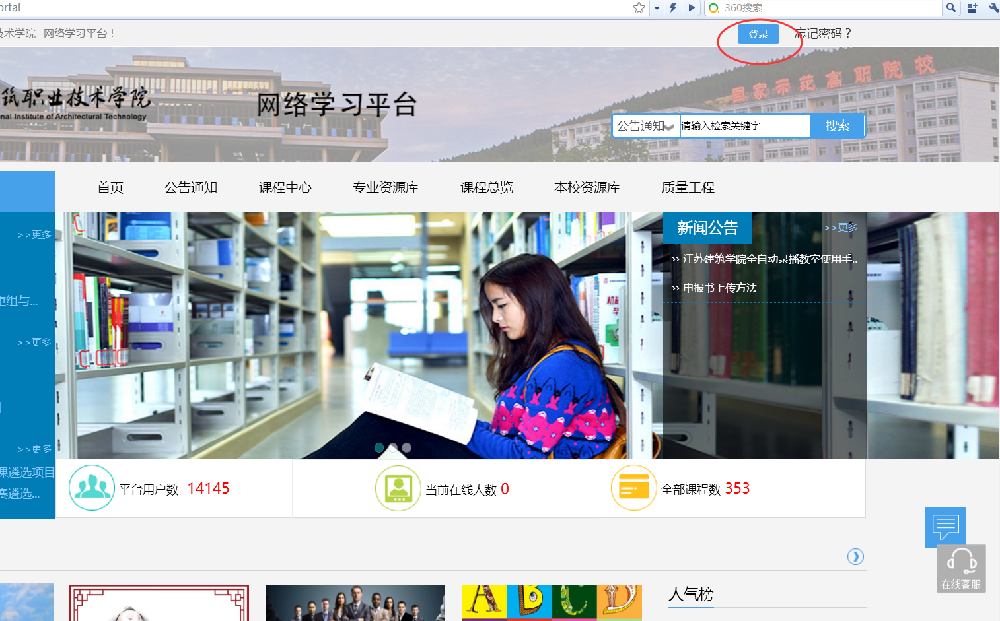 ortal
360搜索
技术学院- 网络学习平台！
登录
忘记密码？
筑职业技术学院
nal Institute of Architectural Technology
网络学习平台
国家示范高职院校
公告通知
请输入检索关键字
搜索
首页
公告通知
课程中心
专业资源库
课程总览
本校资源库
质量工程
>>更多
重组与...
>>更多
>>更多
课遴选项目
赛遴选...
新闻公告
>>更多
›› 江苏建筑学院全自动录播教室使用手..
›› 申报书上传方法
平台用户数 14145
当前在线人数 0
全部课程数 353
在线客服
人气榜
A B C D